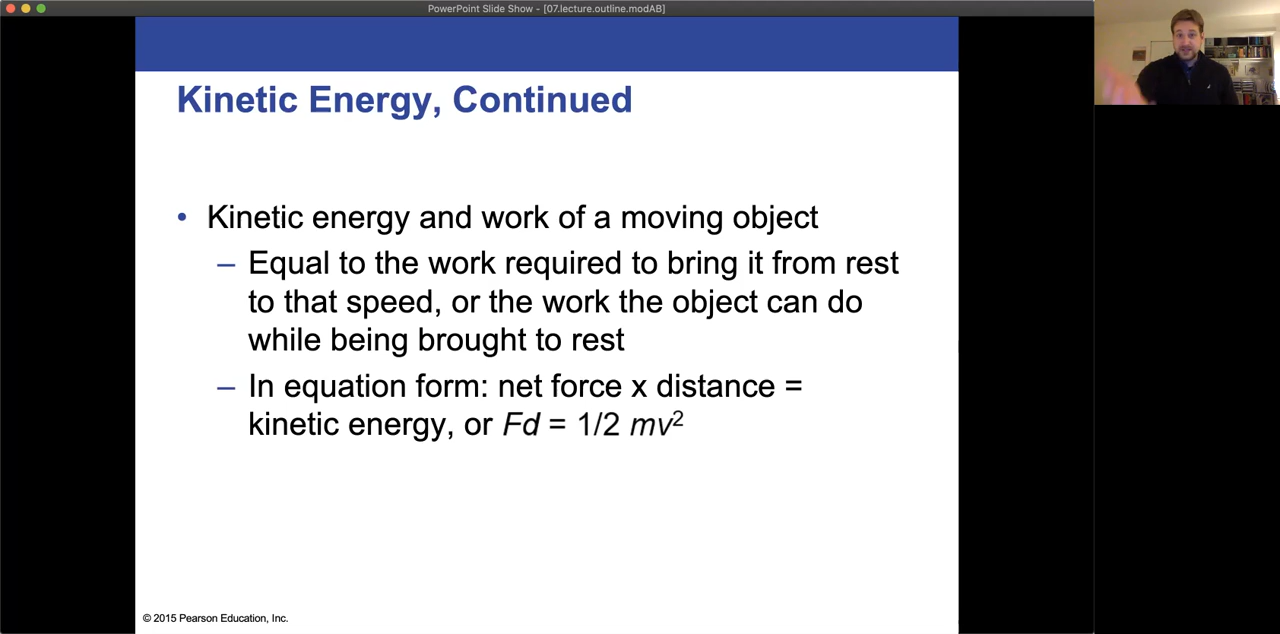 PowerPoint Slide Show - [07.lecture.outline.modAB]
Kinetic Energy, Continued
• Kinetic energy and work of a moving object
– Equal to the work required to bring it from rest
to that speed, or the work the object can do
while being brought to rest
– In equation form: net force x distance =
kinetic energy, or Fd = 1/2 mv²
© 2015 Pearson Education, Inc.